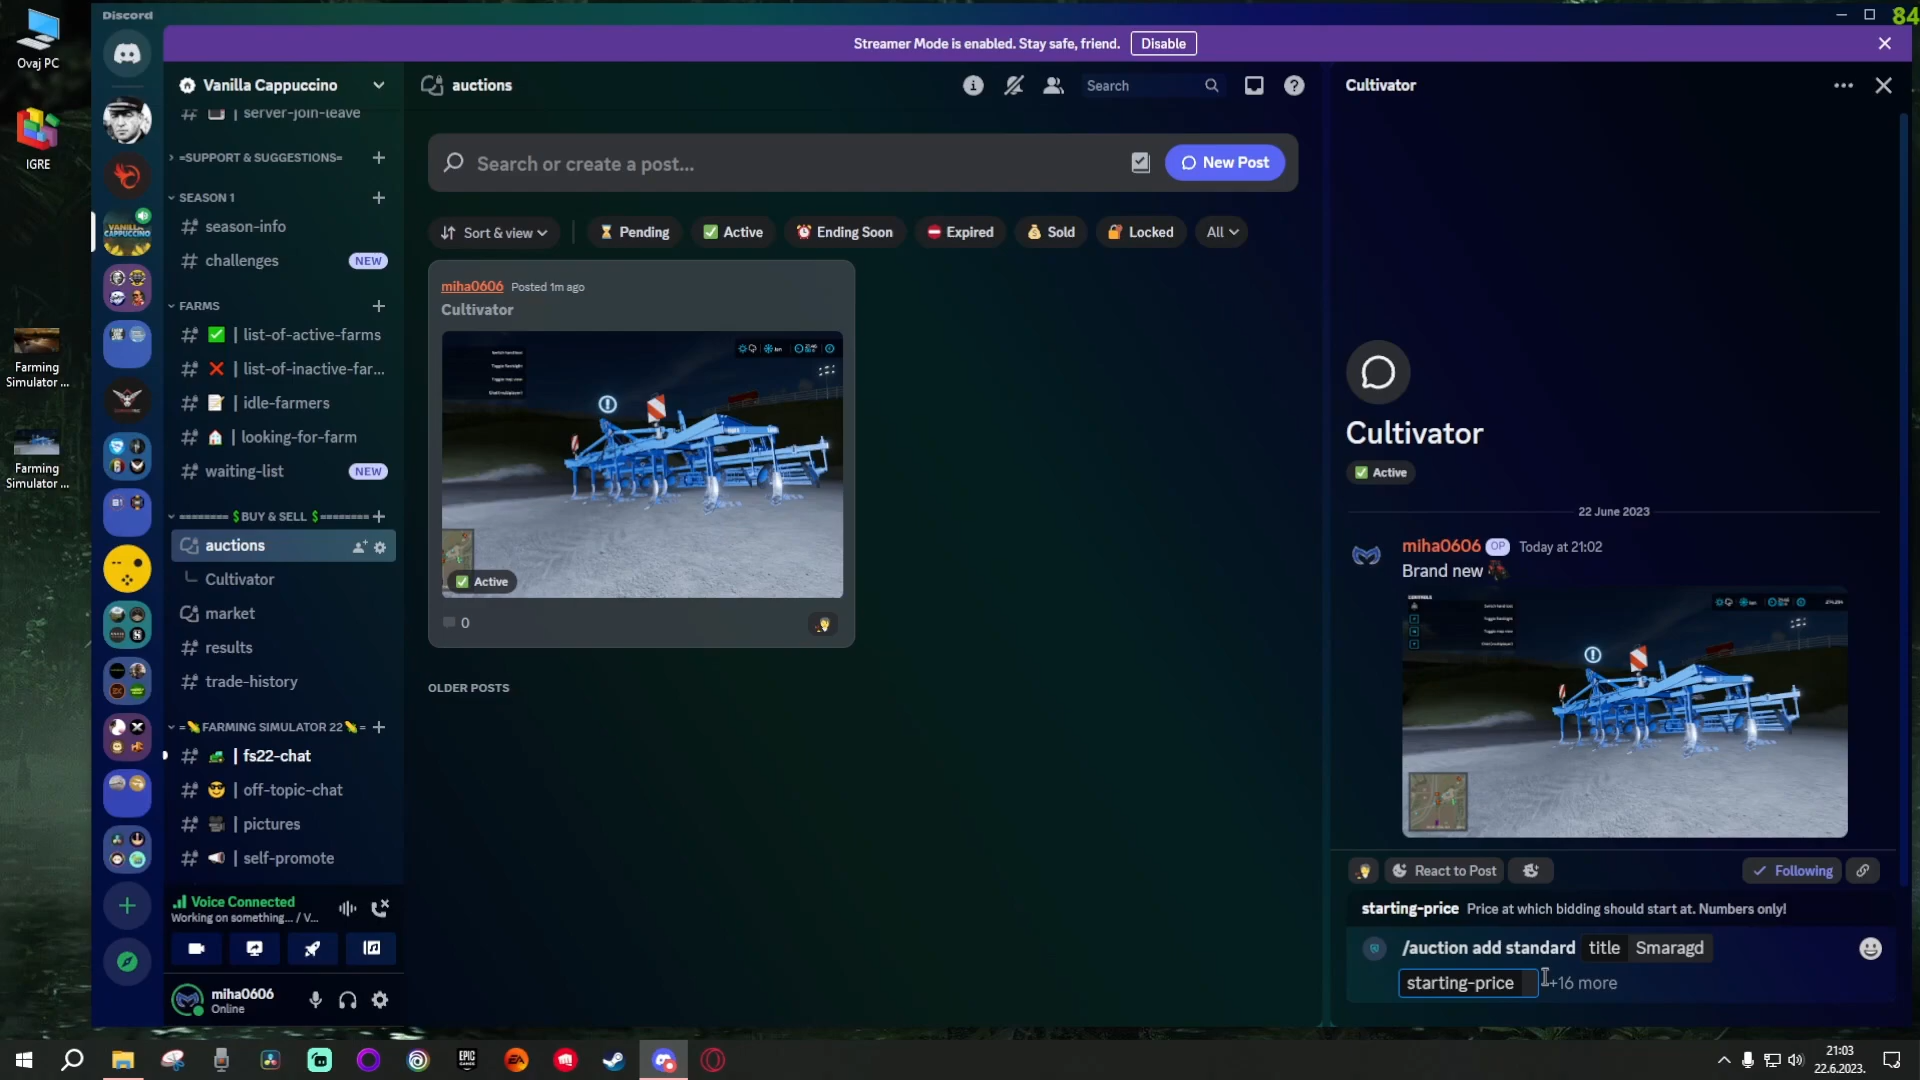 Ovaj PC
IGRE
Farming
Simulator ...
Farming
Simulator ...
Discord
84
Streamer Mode is enabled. Stay safe, friend.
Disable
VANILLA
CAPPUCCINO
Vanilla Cappuccino
| server-join-leave
=SUPPORT & SUGGESTIONS=
SEASON 1
season-info
challenges
NEW
FARMS
| list-of-active-farms
| list-of-inactive-far...
| idle-farmers
| looking-for-farm
waiting-list
NEW
======== $BUY & SELL $========
auctions
Cultivator
market
results
trade-history
=🌽FARMING SIMULATOR 22🌽=
| fs22-chat
| off-topic-chat
| pictures
| self-promote
Voice Connected
Working on something... / V...
miha0606
Online
auctions
Search
Search or create a post...
New Post
Sort & view
Pending
Active
Ending Soon
Expired
Sold
Locked
All
miha0606 Posted 1m ago
Cultivator
Active
0
OLDER POSTS
Cultivator
Cultivator
Active
22 June 2023
miha0606 OP Today at 21:02
Brand new
CONTROLS
React to Post
Following
starting-price Price at which bidding should start at. Numbers only!
/auction add standard title Smaragd
starting-price +16 more
EPIC
GAMES
EA
21:03
22.6.2023.